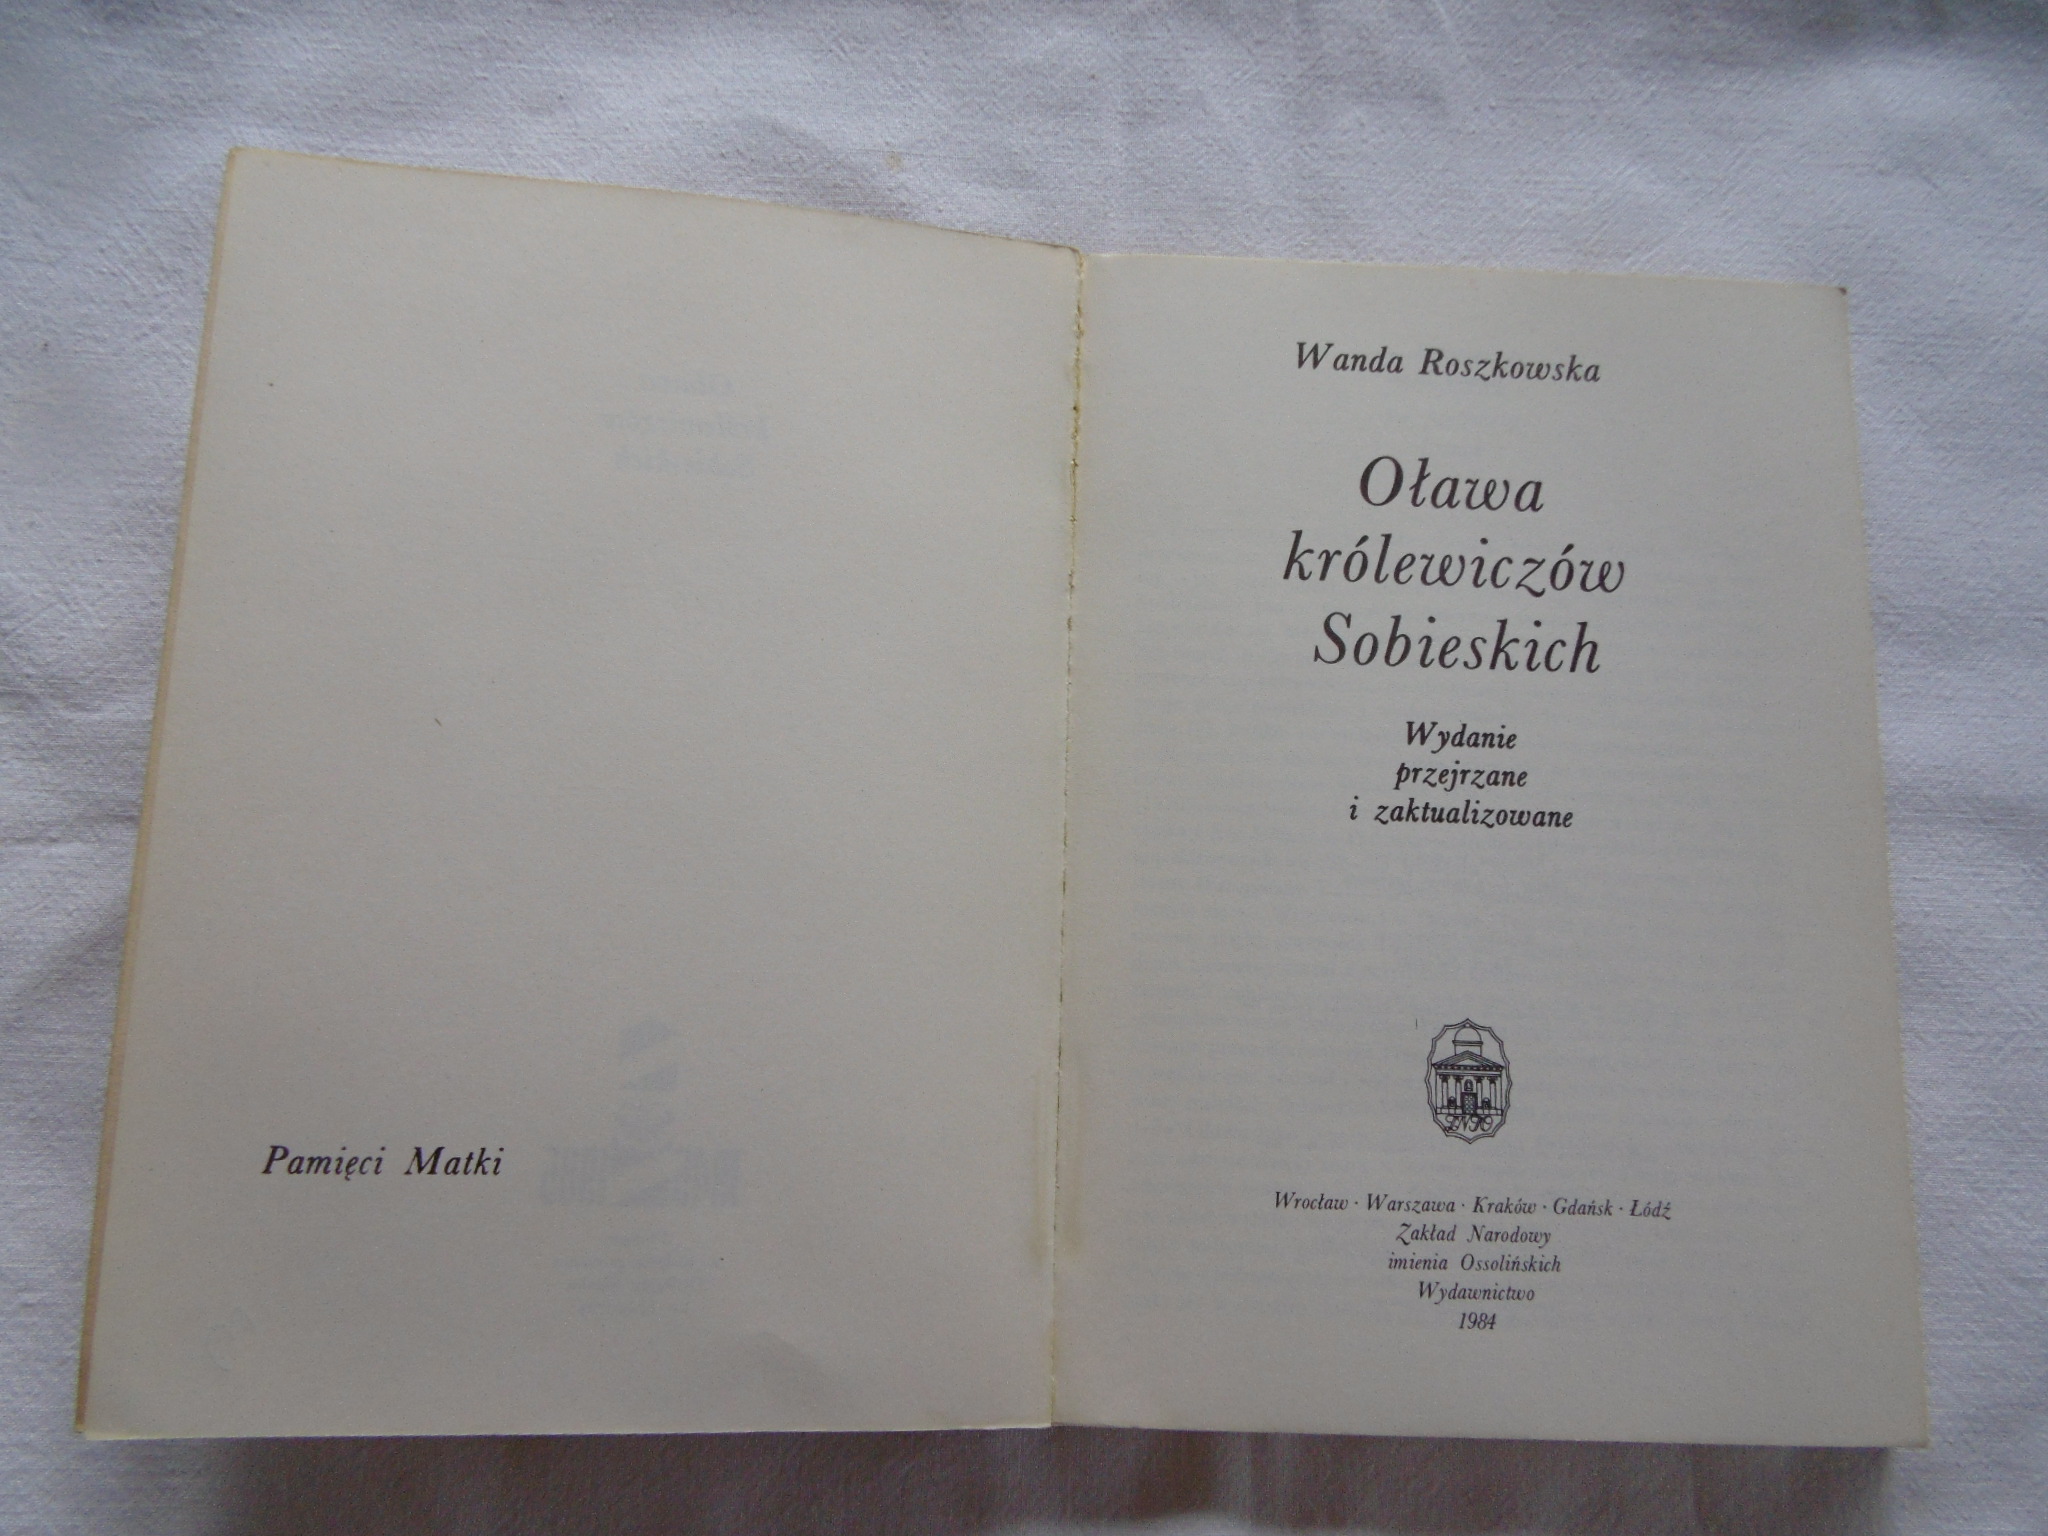 Pamięci Matki
Wanda Roszkowska
Oława
królewiczów
Sobieskich
Wydanie
przejrzane
i zaktualizowane
Wrocław · Warszawa · Kraków · Gdańsk · Łódź
Zakład Narodowy
imienia Ossolińskich
Wydawnictwo
1984